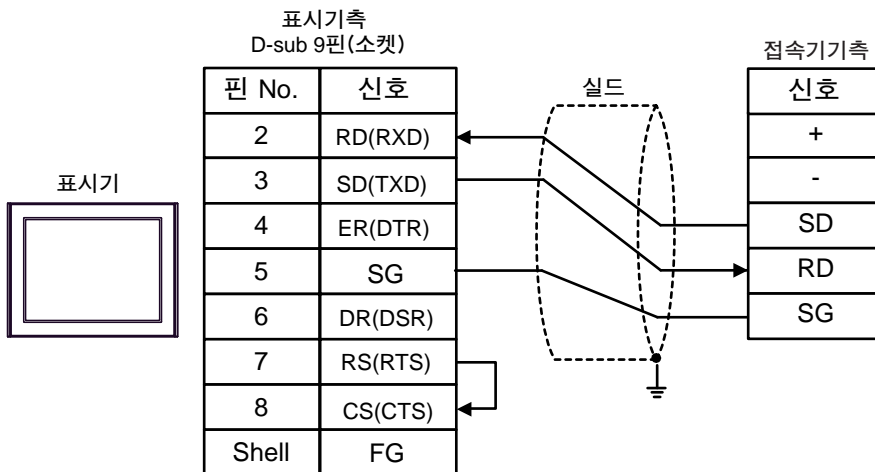 표시기측
D-sub 9핀(소켓)
접속기기측
핀 No. 신호
실드
신호
2 RD(RXD)
+
3 SD(TXD)
-
표시기
4 ER(DTR)
SD
5 SG
RD
6 DR(DSR)
SG
7 RS(RTS)
8 CS(CTS)
Shell FG